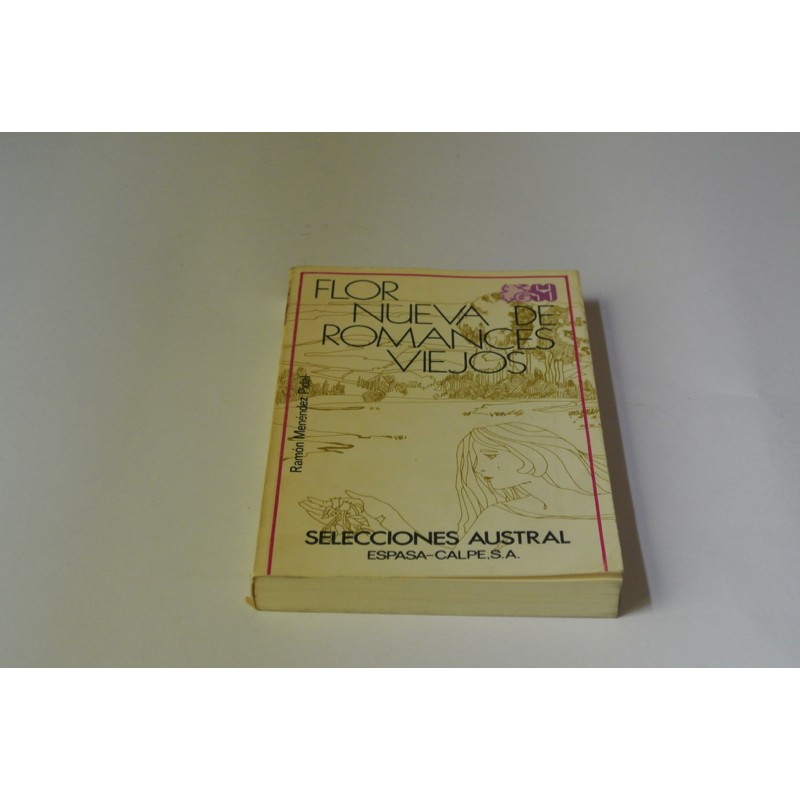 FLOR
NUEVA DE
ROMANCES
VIEJOS
Ramón Menéndez Pidal
SELECCIONES AUSTRAL
ESPASA-CALPE, S.A.